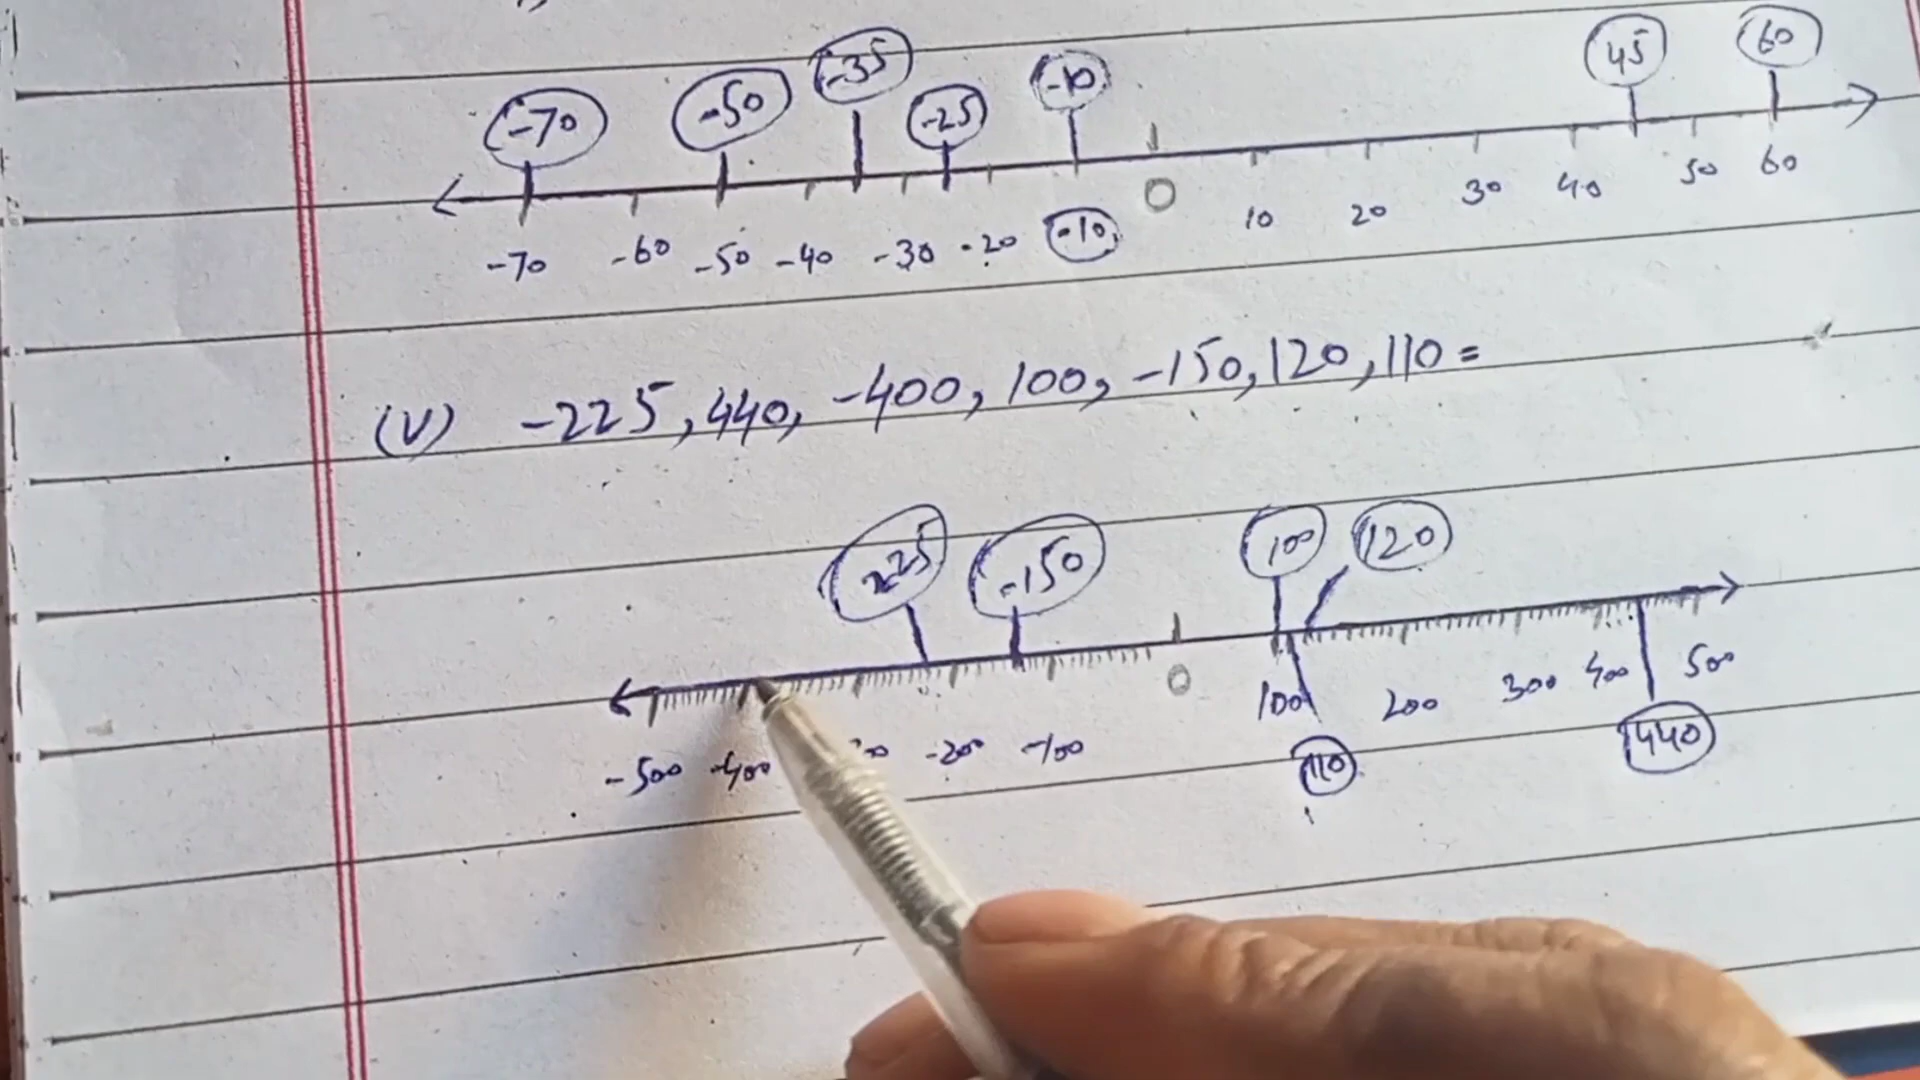 -70 -50 -35 -25 -10 45 60
-70 -60 -50 -40 -30 -20 -10 0 10 20 30 40 50 60
(V) -225, 440, -400, 100, -150, 120, 110 =
-150 100 120
-500 -400 -200 -100 0 100 200 300 400 500
110 440